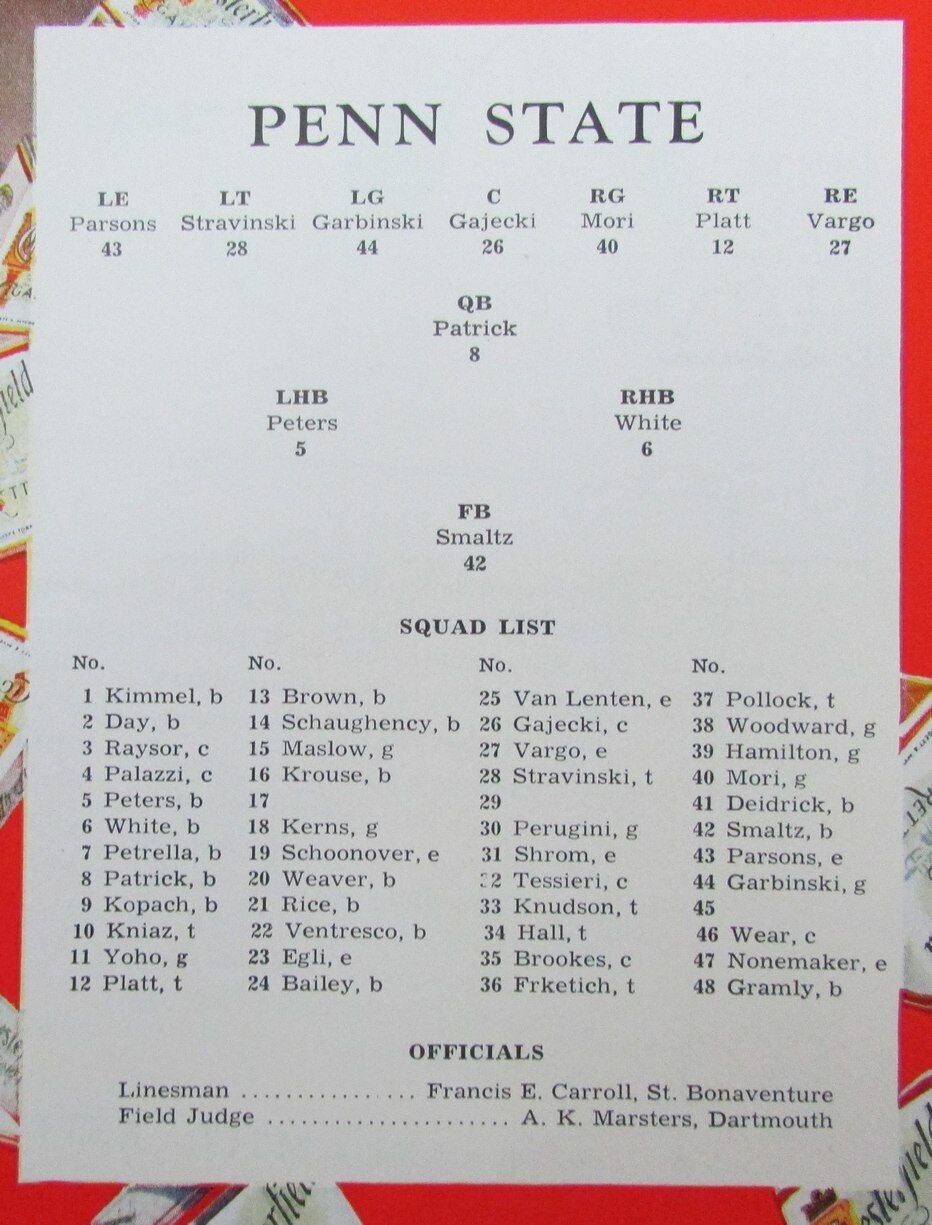 PENN STATE
LE LT LG C RG RT RE
Parsons Stravinski Garbinski Gajecki Mori Platt Vargo
43 28 44 26 40 12 27
QB
Patrick
8
LHB RHB
Peters White
5 6
FB
Smaltz
42
SQUAD LIST
No. No. No. No.
1 Kimmel, b 13 Brown, b 25 Van Lenten, e 37 Pollock, t
2 Day, b 14 Schaughency, b 26 Gajecki, c 38 Woodward, g
3 Raysor, c 15 Maslow, g 27 Vargo, e 39 Hamilton, g
4 Palazzi, c 16 Krouse, b 28 Stravinski, t 40 Mori, g
5 Peters, b 17 29 41 Deidrick, b
6 White, b 18 Kerns, g 30 Perugini, g 42 Smaltz, b
7 Petrella, b 19 Schoonover, e 31 Shrom, e 43 Parsons, e
8 Patrick, b 20 Weaver, b 32 Tessieri, c 44 Garbinski, g
9 Kopach, b 21 Rice, b 33 Knudson, t 45
10 Kniaz, t 22 Ventresco, b 34 Hall, t 46 Wear, c
11 Yoho, g 23 Egli, e 35 Brookes, c 47 Nonemaker, e
12 Platt, t 24 Bailey, b 36 Frketich, t 48 Gramly, b
OFFICIALS
Linesman ................ Francis E. Carroll, St. Bonaventure
Field Judge ...................... A. K. Marsters, Dartmouth